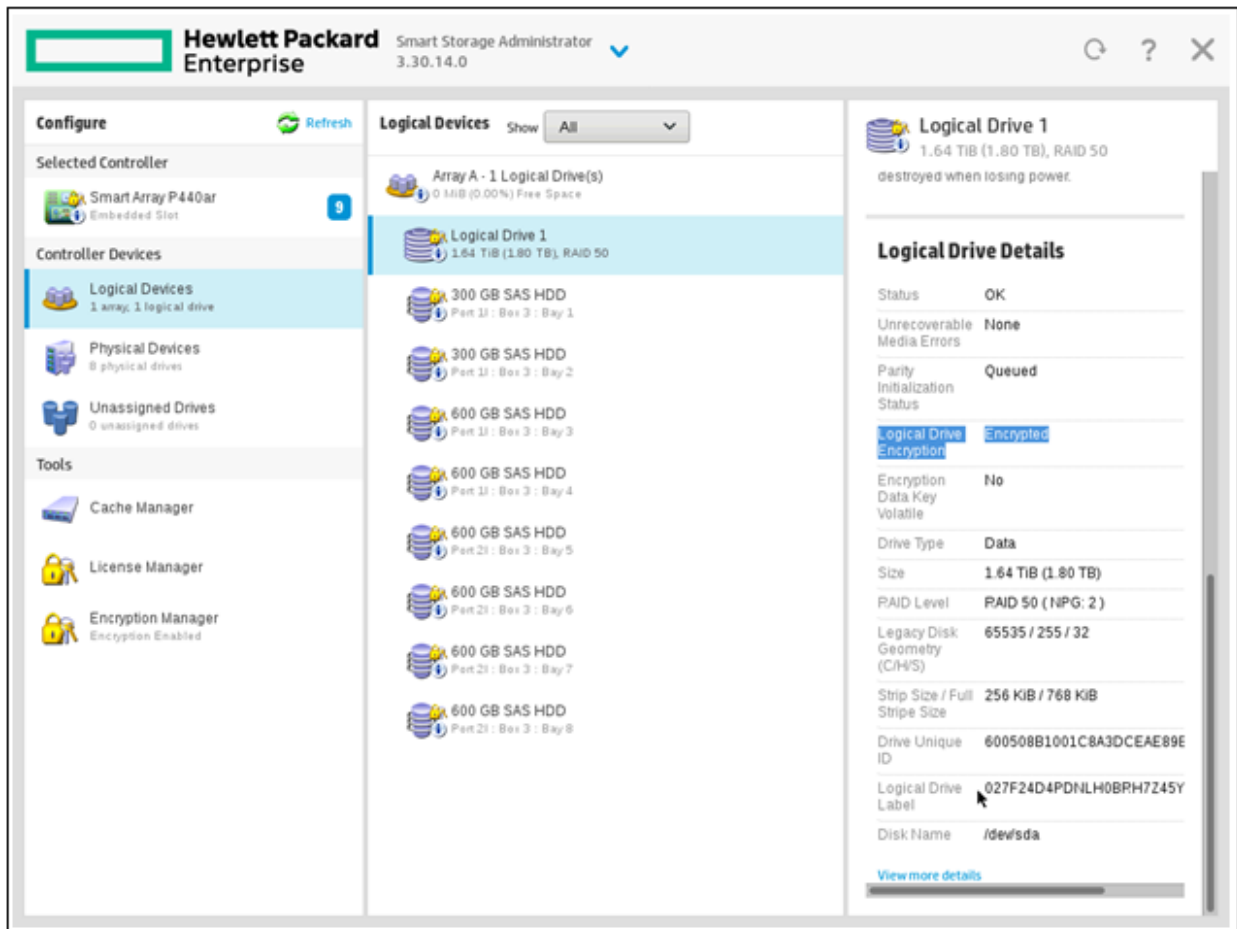 Hewlett Packard
Enterprise
Smart Storage Administrator
3.30.14.0
?
Configure
Refresh
Selected Controller
Smart Array P440ar
Embedded Slot
9
Controller Devices
Logical Devices
1 array, 1 logical drive
Physical Devices
8 physical drives
Unassigned Drives
0 unassigned drives
Tools
Cache Manager
License Manager
Encryption Manager
Encryption Enabled
Logical Devices Show All
Array A - 1 Logical Drive(s)
0 MiB (0.00%) Free Space
Logical Drive 1
1.64 TiB (1.80 TB), RAID 50
300 GB SAS HDD
Port 1I : Box 3 : Bay 1
300 GB SAS HDD
Port 1I : Box 3 : Bay 2
600 GB SAS HDD
Port 1I : Box 3 : Bay 3
600 GB SAS HDD
Port 1I : Box 3 : Bay 4
600 GB SAS HDD
Port 2I : Box 3 : Bay 5
600 GB SAS HDD
Port 2I : Box 3 : Bay 6
600 GB SAS HDD
Port 2I : Box 3 : Bay 7
600 GB SAS HDD
Port 2I : Box 3 : Bay 8
Logical Drive 1
1.64 TiB (1.80 TB), RAID 50
destroyed when losing power.
Logical Drive Details
Status OK
Unrecoverable None
Media Errors
Parity Queued
Initialization
Status
Logical Drive Encrypted
Encryption
Encryption No
Data Key
Volatile
Drive Type Data
Size 1.64 TiB (1.80 TB)
RAID Level RAID 50 ( NPG: 2 )
Legacy Disk 65535 / 255 / 32
Geometry
(C/H/S)
Strip Size / Full 256 KiB / 768 KiB
Stripe Size
Drive Unique 600508B1001C8A3DCEAE89E
ID
Logical Drive 027F24D4PDNLH0BRH7Z45Y
Label
Disk Name /dev/sda
View more details